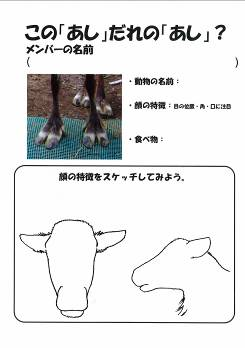 この「あし」だれの「あし」？
メンバーの名前
（　　　　　　　　　　　　　　　）
・動物の名前：
・顔の特徴：目の位置・角・口に注目
・食べ物：
顔の特徴をスケッチしてみよう。